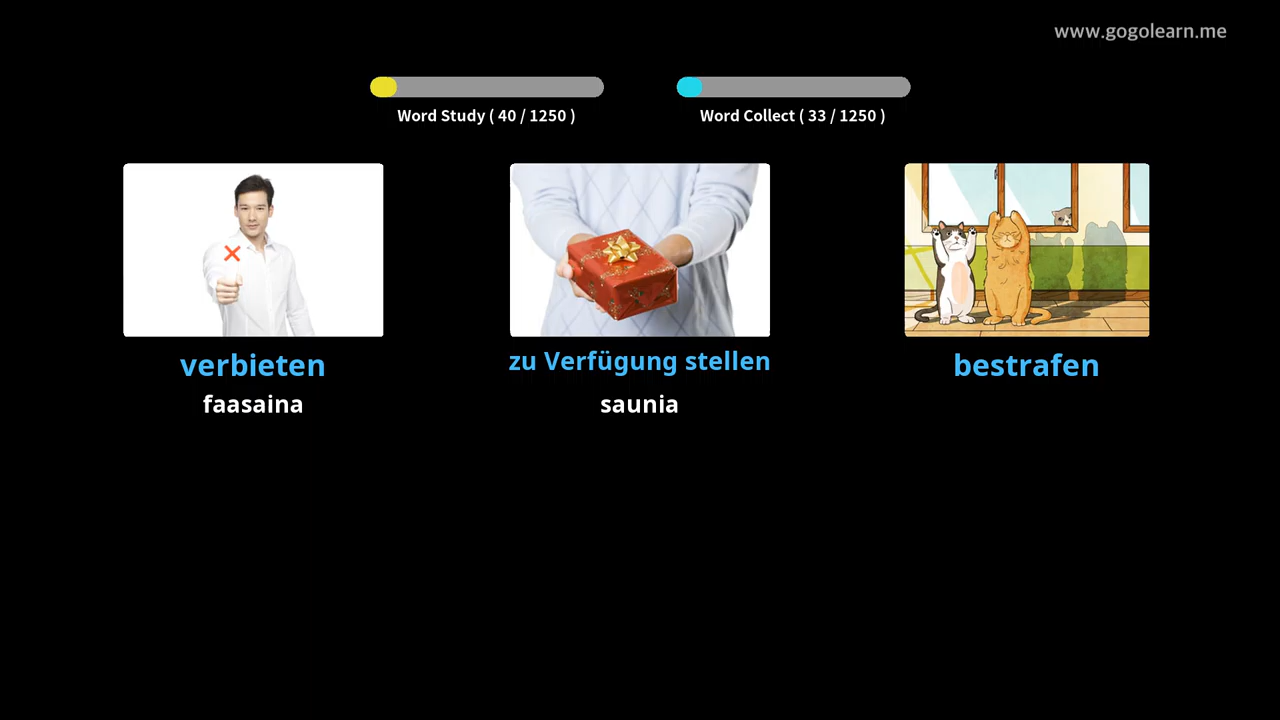 www.gogolearn.me
Word Study ( 40 / 1250 )
Word Collect ( 33 / 1250 )
verbieten
faasaina
zu Verfügung stellen
saunia
bestrafen